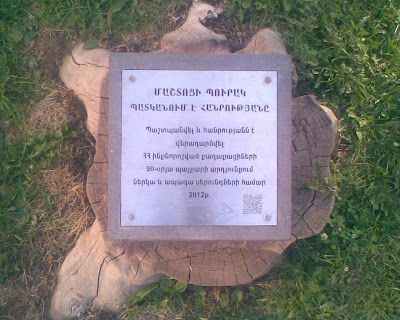 ՄԱՇՏՈՑԻ ՊՈՒՐԱԿ
ՊԱՏԿԱՆՈՒՄ Է ՀԱՆՐՈՒԹՅԱՆԸ
Պաշտպանվել և հանրությանն է
վերադարձվել
ՀՀ ինքնորոշված քաղաքացիների
90-օրյա պայքարի արդյունքում
ներկա և ապագա սերունդների համար
2012թ.